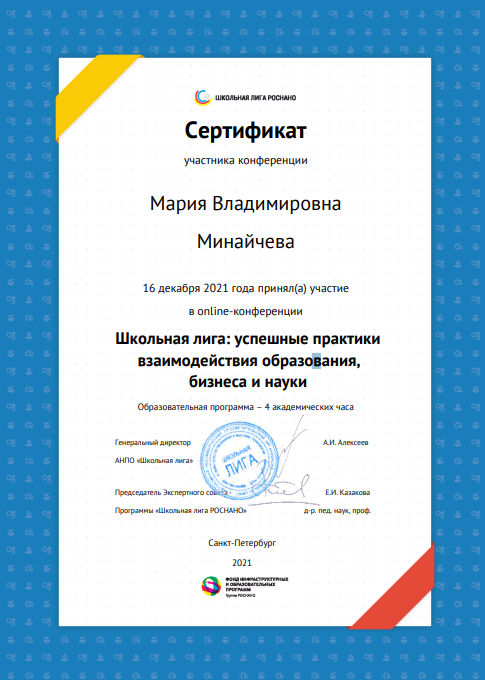 ШКОЛЬНАЯ ЛИГА РОСНАНО
Сертификат
участника конференции
Мария Владимировна
Минайчева
16 декабря 2021 года принял(а) участие
в online-конференции
Школьная лига: успешные практики
взаимодействия образования,
бизнеса и науки
Образовательная программа – 4 академических часа
Генеральный директор
А.И. Алексеев
АНПО «Школьная лига»
ШКОЛЬНАЯ
ЛИГА
Председатель Экспертного совета
Е.И. Казакова
Программы «Школьная лига РОСНАНО»
д-р. пед. наук, проф.
Санкт-Петербург
2021
ФОНД ИНФРАСТРУКТУРНЫХ
И ОБРАЗОВАТЕЛЬНЫХ
ПРОГРАММ
Группа РОСНАНО